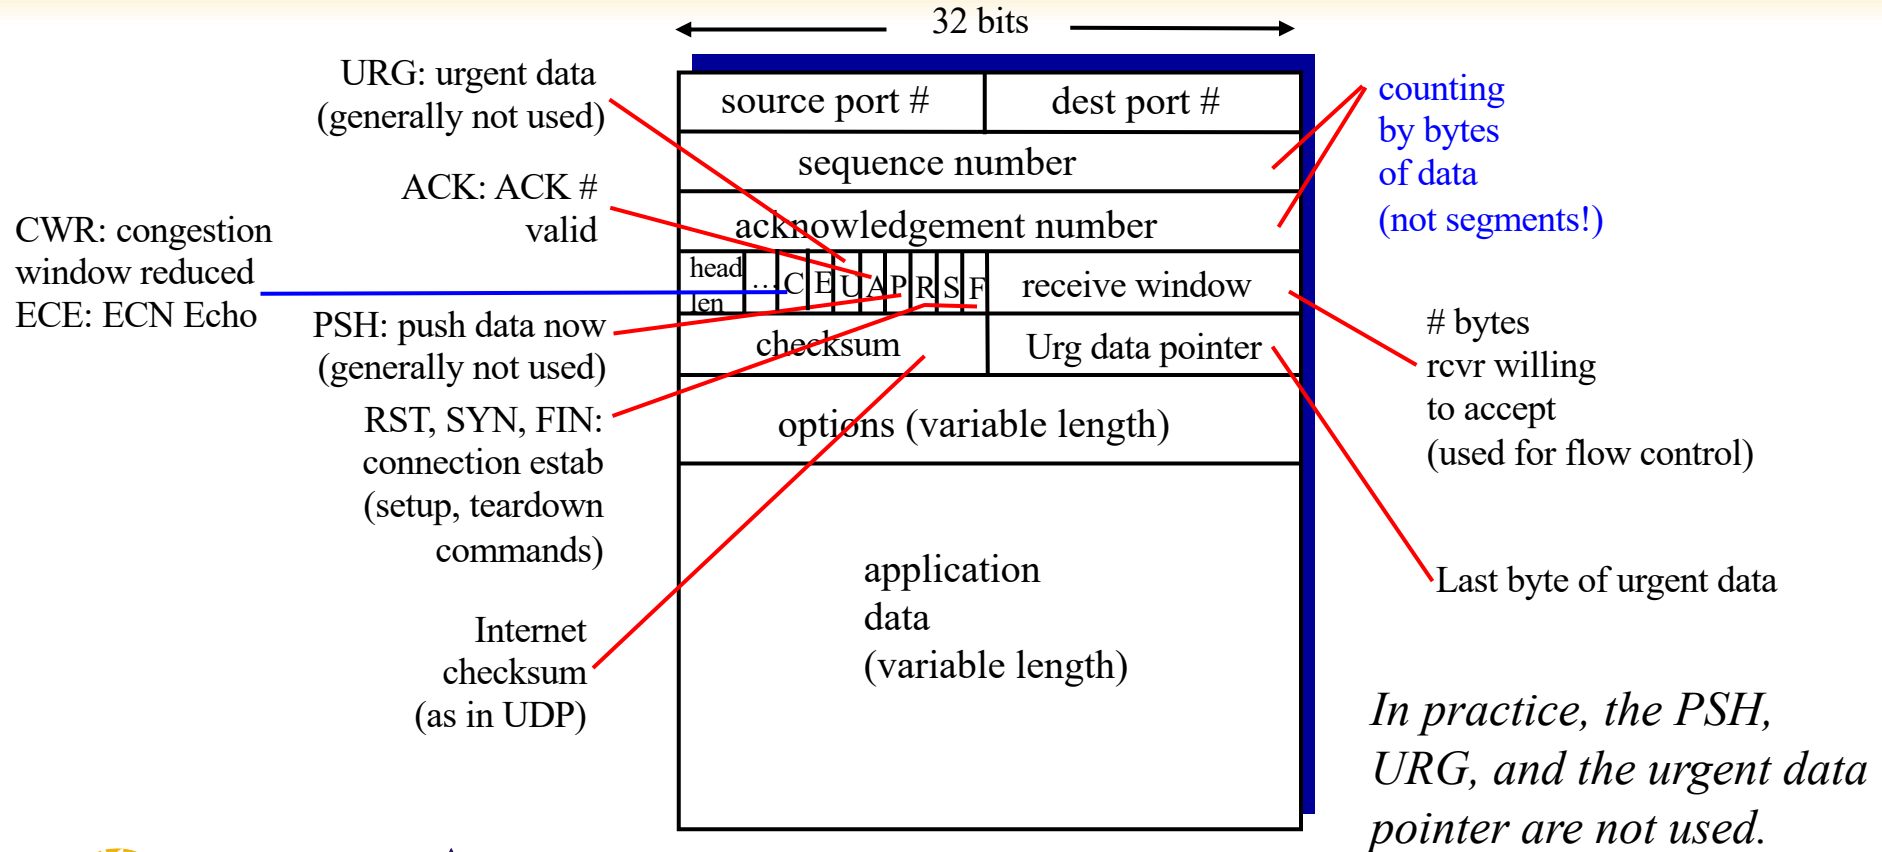 32 bits
URG: urgent data
(generally not used)
ACK: ACK #
valid
CWR: congestion
window reduced
ECE: ECN Echo
PSH: push data now
(generally not used)
RST, SYN, FIN:
connection estab
(setup, teardown
commands)
Internet
checksum
(as in UDP)
source port #
dest port #
sequence number
acknowledgement number
head
len
...
C
E
U
A
P
R
S
F
receive window
checksum
Urg data pointer
options (variable length)
application
data
(variable length)
counting
by bytes
of data
(not segments!)
# bytes
rcvr willing
to accept
(used for flow control)
Last byte of urgent data
In practice, the PSH,
URG, and the urgent data
pointer are not used.